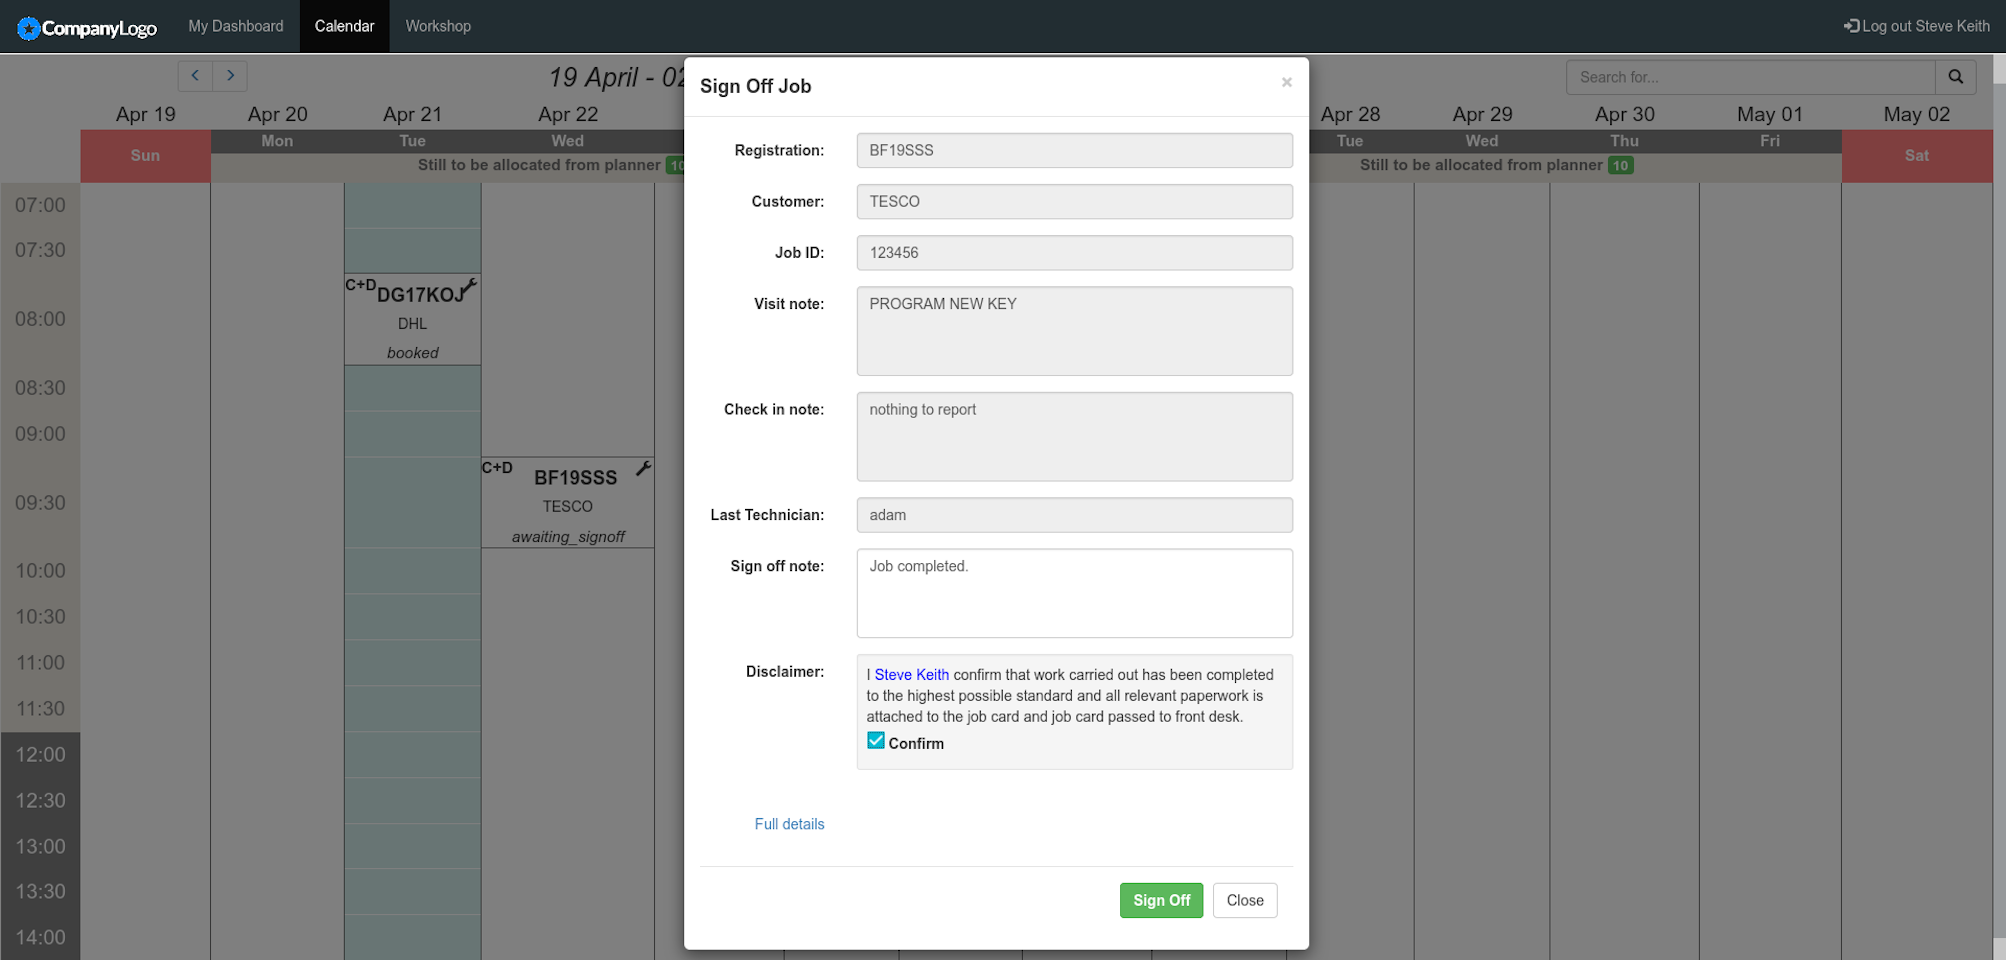 CompanyLogo
My Dashboard
Calendar
Workshop
Log out Steve Keith
19 April - 02
Search for...
Apr 19
Apr 20
Apr 21
Apr 22
Apr 28
Apr 29
Apr 30
May 01
May 02
Sun
Mon
Tue
Wed
Tue
Wed
Thu
Fri
Sat
Still to be allocated from planner 10
Still to be allocated from planner 10
07:00
07:30
08:00
08:30
09:00
09:30
10:00
10:30
11:00
11:30
12:00
12:30
13:00
13:30
14:00
C+D
DG17KOJ
DHL
booked
C+D
BF19SSS
TESCO
awaiting_signoff
Sign Off Job
×
Registration:
BF19SSS
Customer:
TESCO
Job ID:
123456
Visit note:
PROGRAM NEW KEY
Check in note:
nothing to report
Last Technician:
adam
Sign off note:
Job completed.
Disclaimer:
I Steve Keith confirm that work carried out has been completed
to the highest possible standard and all relevant paperwork is
attached to the job card and job card passed to front desk.
Confirm
Full details
Sign Off
Close